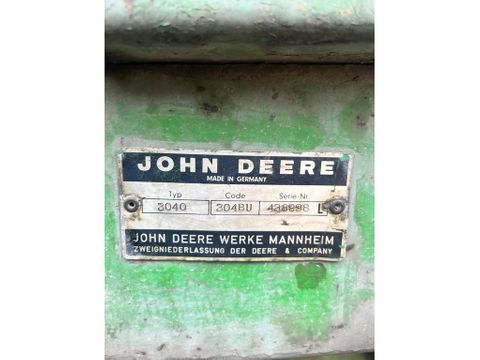 JOHN DEERE
MADE IN GERMANY
Typ Code Serie-Nr.
3040 304BU 438998 L
JOHN DEERE WERKE MANNHEIM
ZWEIGNIEDERLASSUNG DER DEERE & COMPANY